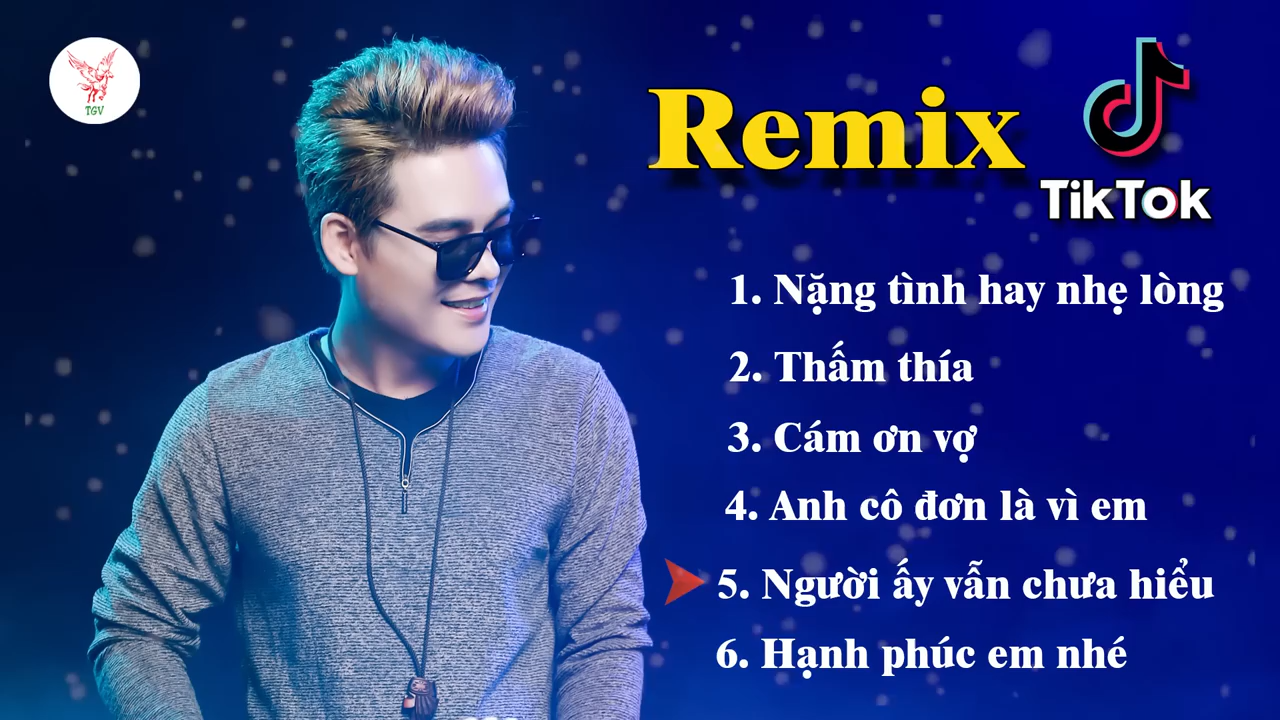 TGV
Remix
TikTok
1. Nặng tình hay nhẹ lòng
2. Thấm thía
3. Cám ơn vợ
4. Anh cô đơn là vì em
5. Người ấy vẫn chưa hiểu
6. Hạnh phúc em nhé